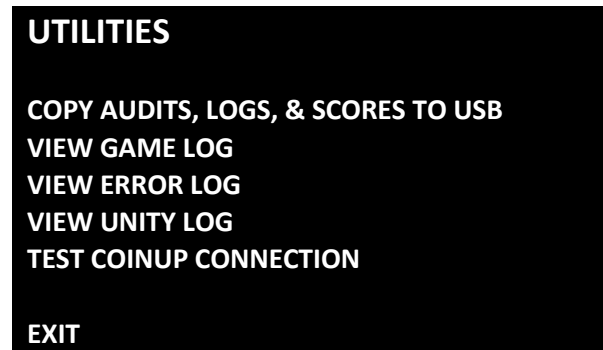 UTILITIES
COPY AUDITS, LOGS, & SCORES TO USB
VIEW GAME LOG
VIEW ERROR LOG
VIEW UNITY LOG
TEST COINUP CONNECTION
EXIT